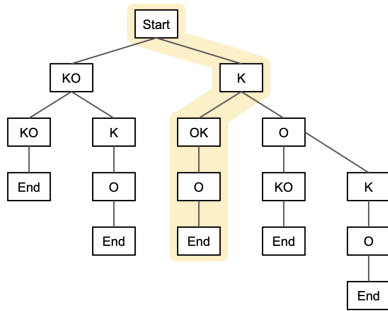 Start
KO K
KO K OK O
End O O KO K
End End End O
End